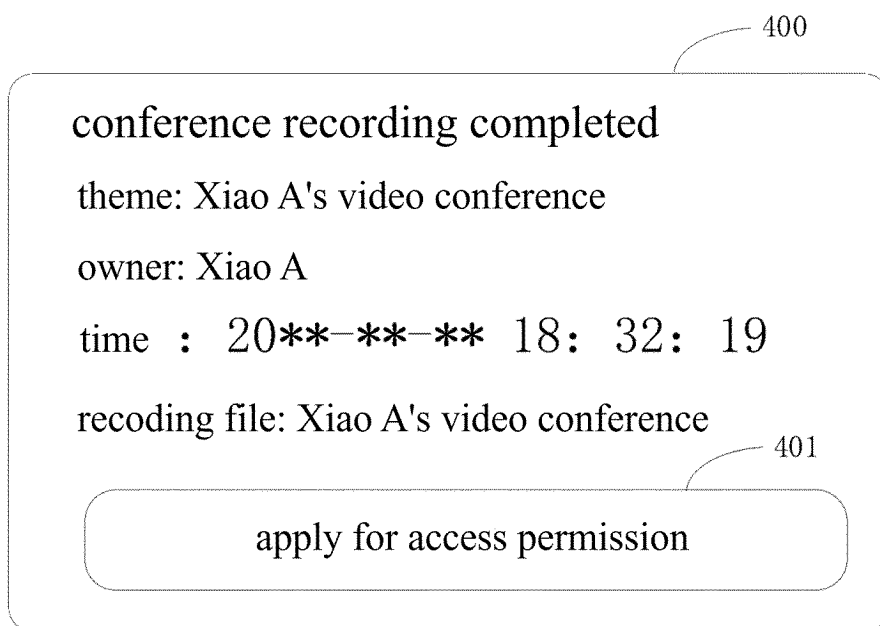 400
conference recording completed
theme: Xiao A's video conference
owner: Xiao A
time ： 20**-**-** 18： 32： 19
recoding file: Xiao A's video conference
401
apply for access permission